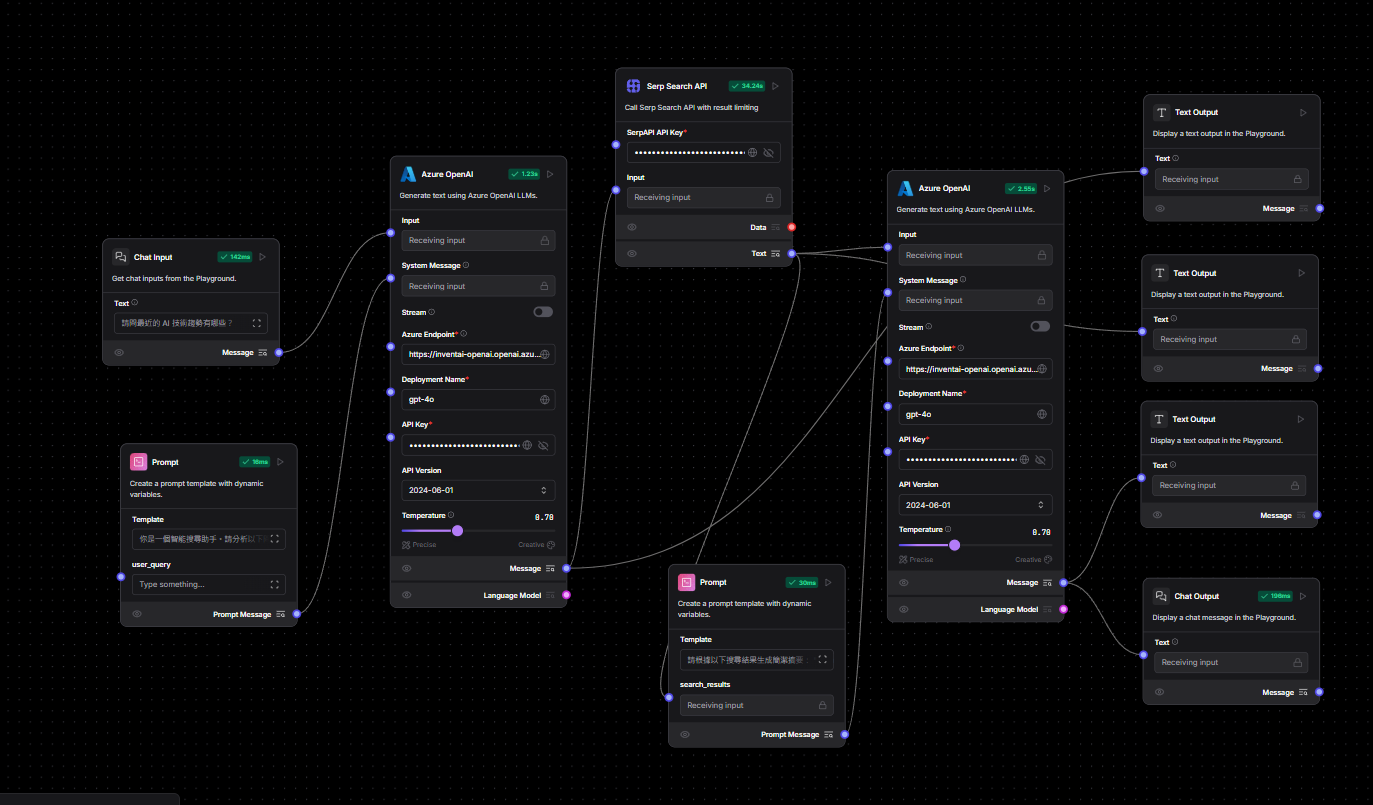 Chat Input
142ms
Get chat inputs from the Playground.
Text
請問最近的 AI 技術趨勢有哪些？
Message
Prompt
16ms
Create a prompt template with dynamic
variables.
Template
你是一個智能搜尋助手。請分析以下
user_query
Type something...
Prompt Message
Azure OpenAI
1.23s
Generate text using Azure OpenAI LLMs.
Input
Receiving input
System Message
Receiving input
Stream
Azure Endpoint*
https://inventai-openai.openai.azu...
Deployment Name*
gpt-4o
API Key*
••••••••••••••••••••••••••
API Version
2024-06-01
Temperature
0.70
Precise
Creative
Message
Language Model
Serp Search API
34.24s
Call Serp Search API with result limiting
SerpAPI API Key*
••••••••••••••••••••••••••
Input
Receiving input
Data
Text
Prompt
30ms
Create a prompt template with dynamic
variables.
Template
請根據以下搜尋結果生成簡潔摘要：
search_results
Receiving input
Prompt Message
Azure OpenAI
2.55s
Generate text using Azure OpenAI LLMs.
Input
Receiving input
System Message
Receiving input
Stream
Azure Endpoint*
https://inventai-openai.openai.azu...
Deployment Name*
gpt-4o
API Key*
••••••••••••••••••••••••••
API Version
2024-06-01
Temperature
0.70
Precise
Creative
Message
Language Model
Text Output
Display a text output in the Playground.
Text
Receiving input
Message
Text Output
Display a text output in the Playground.
Text
Receiving input
Message
Text Output
Display a text output in the Playground.
Text
Receiving input
Message
Chat Output
196ms
Display a chat message in the Playground.
Text
Receiving input
Message